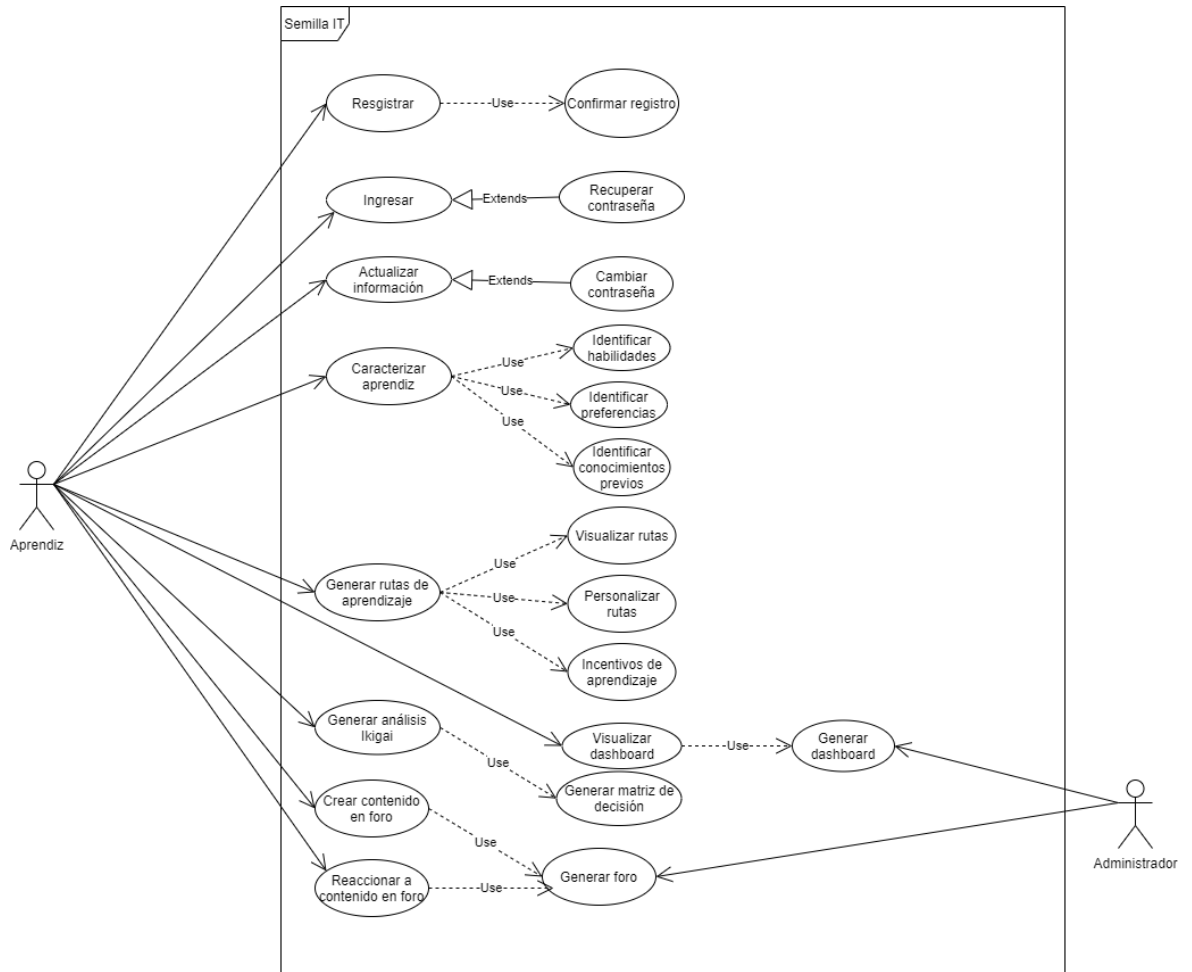 Semilla IT
Resgistrar
Use
Confirmar registro
Ingresar
Extends
Recuperar
contraseña
Actualizar
información
Extends
Cambiar
contraseña
Caracterizar
aprendiz
Use
Identificar
habilidades
Use
Identificar
preferencias
Use
Identificar
conocimientos
previos
Aprendiz
Generar rutas de
aprendizaje
Use
Visualizar rutas
Use
Personalizar
rutas
Use
Incentivos de
aprendizaje
Generar análisis
Ikigai
Use
Visualizar
dashboard
Use
Generar
dashboard
Generar matriz de
decisión
Crear contenido
en foro
Use
Reaccionar a
contenido en foro
Use
Generar foro
Administrador